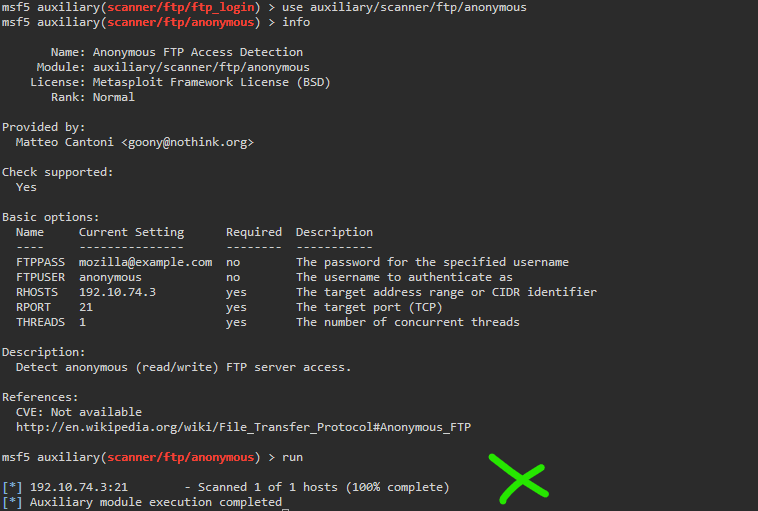 msf5 auxiliary(scanner/ftp/ftp_login) > use auxiliary/scanner/ftp/anonymous
msf5 auxiliary(scanner/ftp/anonymous) > info
Name: Anonymous FTP Access Detection
Module: auxiliary/scanner/ftp/anonymous
License: Metasploit Framework License (BSD)
Rank: Normal
Provided by:
Matteo Cantoni <goony@nothink.org>
Check supported:
Yes
Basic options:
Name Current Setting Required Description
---- --------------- -------- -----------
FTPPASS mozilla@example.com no The password for the specified username
FTPUSER anonymous no The username to authenticate as
RHOSTS 192.10.74.3 yes The target address range or CIDR identifier
RPORT 21 yes The target port (TCP)
THREADS 1 yes The number of concurrent threads
Description:
Detect anonymous (read/write) FTP server access.
References:
CVE: Not available
http://en.wikipedia.org/wiki/File_Transfer_Protocol#Anonymous_FTP
msf5 auxiliary(scanner/ftp/anonymous) > run
[*] 192.10.74.3:21 - Scanned 1 of 1 hosts (100% complete)
[*] Auxiliary module execution completed